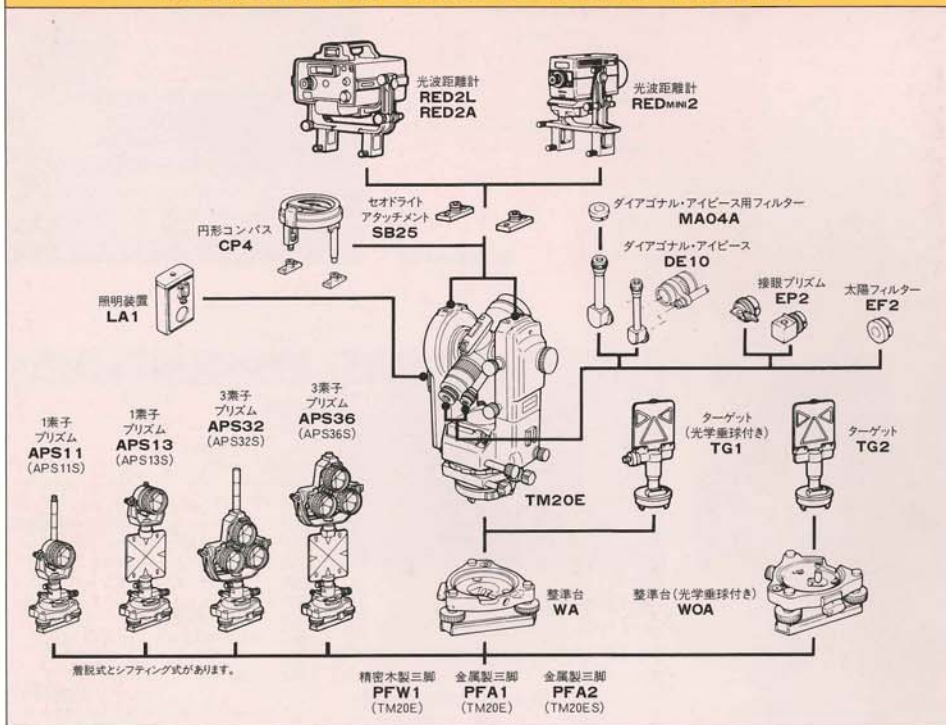 光波距離計
RED2L
RED2A
光波距離計
REDMINI2
セオドライト
アタッチメント
SB25
ダイアゴナル・アイピース用フィルター
MA04A
円形コンパス
CP4
ダイアゴナル・アイピース
DE10
接眼プリズム
EP2
太陽フィルター
EF2
照明装置
LA1
1素子
プリズム
APS11
(APS11S)
1素子
プリズム
APS13
(APS13S)
3素子
プリズム
APS32
(APS32S)
3素子
プリズム
APS36
(APS36S)
ターゲット
(光学垂球付き)
TG1
ターゲット
TG2
TM20E
整準台
WA
整準台(光学垂球付き)
WOA
着脱式とシフティング式があります。
精密木製三脚
PFW1
(TM20E)
金属製三脚
PFA1
(TM20E)
金属製三脚
PFA2
(TM20ES)